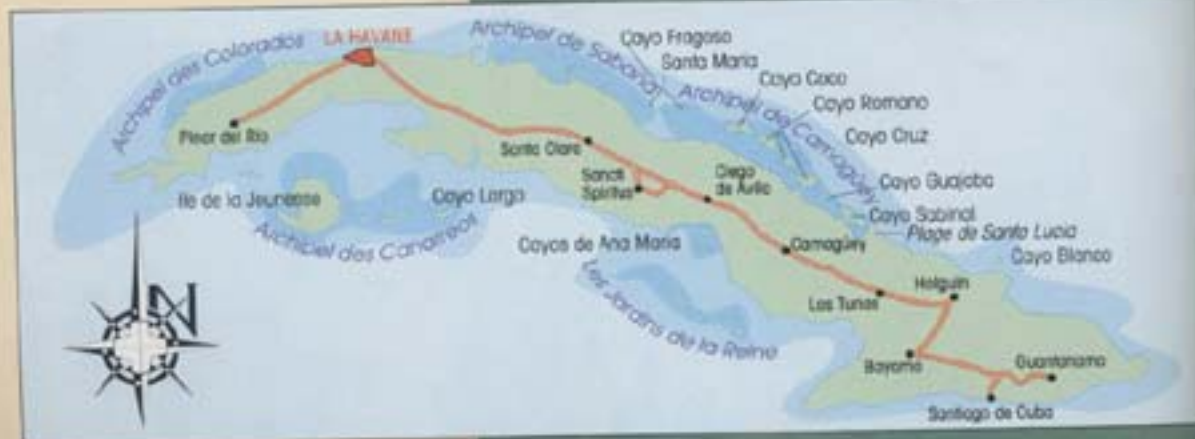 Archipel des Colorados
LA HAVANE
Archipel de Sabana
Cayo Fragoso
Santa Maria
Cayo Coco
Archipel de Camagüey
Cayo Romano
Cayo Cruz
Pinar del Rio
Santa Clara
Sancti
Spiritus
Ciego
de Avila
Cayo Guajaba
Ile de la Jeunesse
Cayo Largo
Cayo Sabinal
Plage de Santa Lucia
Archipel des Canarreos
Cayos de Ana Maria
Camagüey
Cayo Blanco
Les Jardins de la Reine
Las Tunas
Holguin
N
Bayamo
Guantanamo
Santiago de Cuba